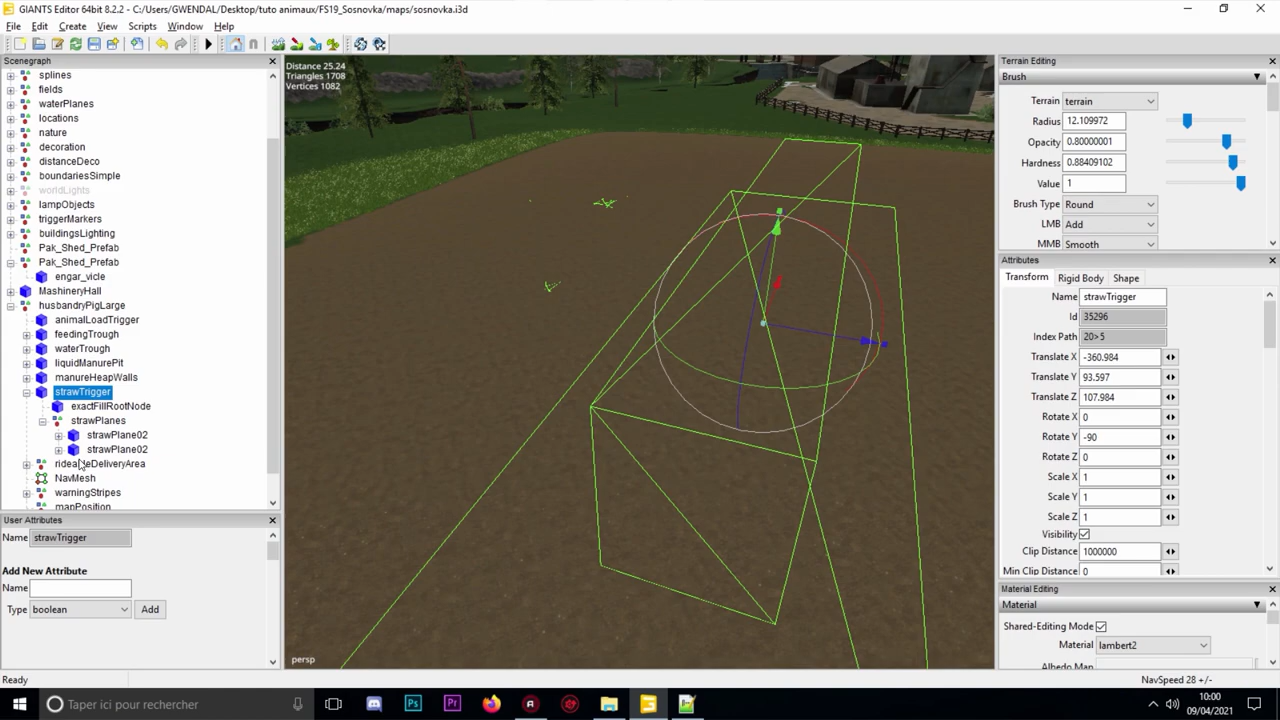 GIANTS Editor 64bit 8.2.2 - C:/Users/GWENDAL/Desktop/tuto animaux/FS19_Sosnovka/maps/sosnovka.i3d
File Edit Create View Scripts Window Help
Scenegraph
splines
fields
waterPlanes
locations
nature
decoration
distanceDeco
boundariesSimple
worldLights
lampObjects
triggerMarkers
buildingsLighting
Pak_Shed_Prefab
Pak_Shed_Prefab
engar_vicle
MashineryHall
husbandryPigLarge
animalLoadTrigger
feedingTrough
waterTrough
liquidManurePit
manureHeapWalls
strawTrigger
exactFillRootNode
strawPlanes
strawPlane02
strawPlane02
NavMesh
warningStripes
mapPosition
User Attributes
Name strawTrigger
Add New Attribute
Name
Type boolean Add
Ready
Distance 25.24
Triangles 1708
Vertices 1082
persp
Terrain Editing
Brush
Terrain terrain
Radius 12.109972
Opacity 0.80000001
Hardness 0.88409102
Value 1
Brush Type Round
LMB Add
MMB Smooth
Attributes
Transform Rigid Body Shape
Name strawTrigger
Id 35296
Index Path 20>5
Translate X -360.984
Translate Y 93.597
Translate Z 107.984
Rotate X 0
Rotate Y -90
Rotate Z 0
Scale X 1
Scale Y 1
Scale Z 1
Visibility
Clip Distance 1000000
Min Clip Distance 0
Material Editing
Material
Shared-Editing Mode
Material lambert2
Albedo Map
NavSpeed 28 +/-
Taper ici pour rechercher
Ps
Pr
10:00
09/04/2021